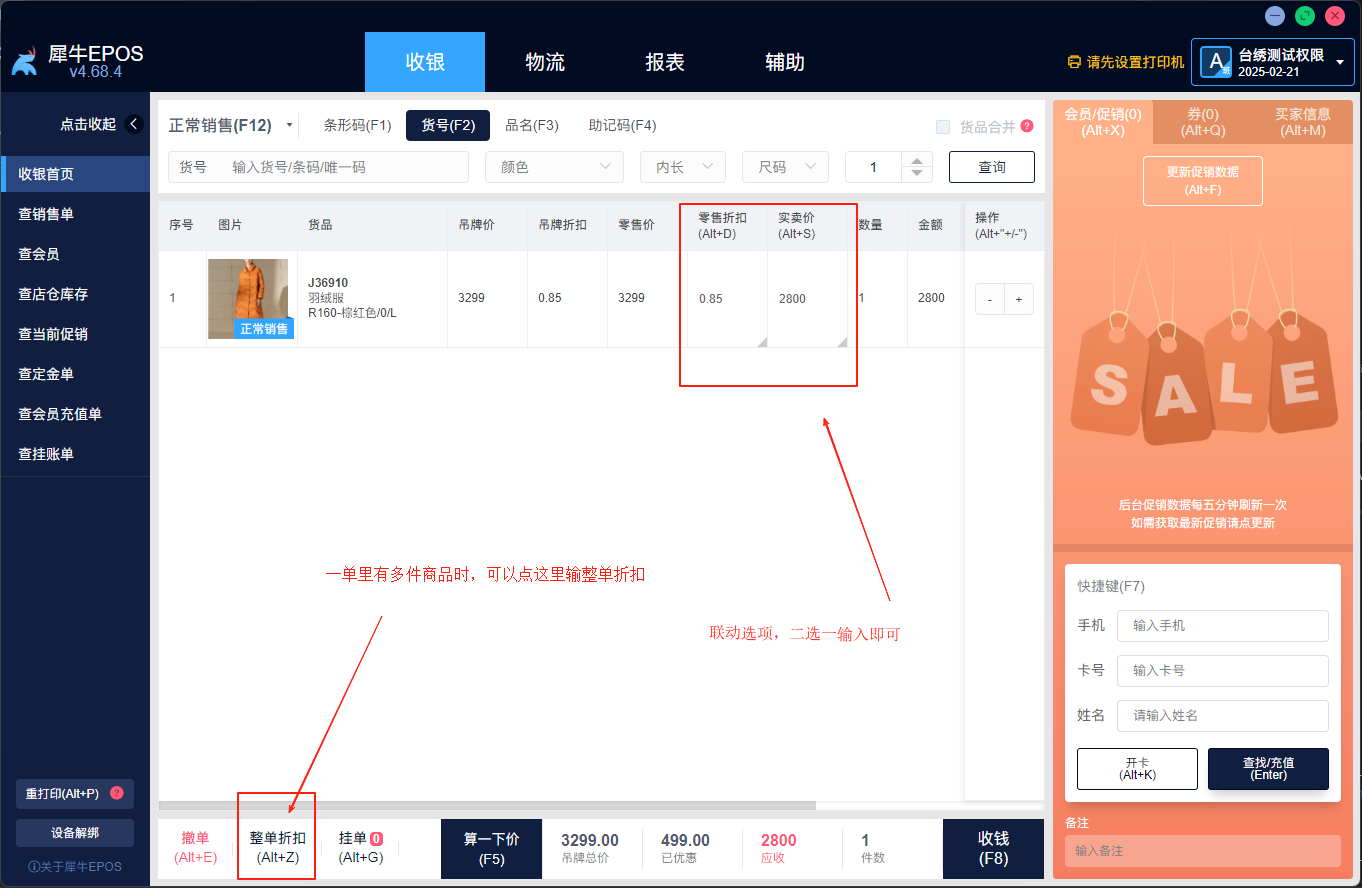 犀牛EPOS
v4.68.4
收银
物流
报表
辅助
请先设置打印机
A
班
台绣测试权限
2025-02-21
点击收起
收银首页
查销售单
查会员
查店仓库存
查当前促销
查定金单
查会员充值单
查挂账单
重打印(Alt+P) ?
设备解绑
关于犀牛EPOS
正常销售(F12)
条形码(F1)
货号(F2)
品名(F3)
助记码(F4)
货品合并 ?
货号 输入货号/条码/唯一码
颜色
内长
尺码
1
查询
序号
图片
货品
吊牌价
吊牌折扣
零售价
零售折扣
(Alt+D)
实卖价
(Alt+S)
数量
金额
操作
(Alt+"+/-")
1
正常销售
J36910
羽绒服
R160-棕红色/0/L
3299
0.85
3299
0.85
2800
1
2800
-
+
一单里有多件商品时，可以点这里输整单折扣
联动选项，二选一输入即可
撤单
(Alt+E)
整单折扣
(Alt+Z)
挂单 0
(Alt+G)
算一下价
(F5)
3299.00
吊牌总价
499.00
已优惠
2800
应收
1
件数
收钱
(F8)
会员/促销(0)
(Alt+X)
券(0)
(Alt+Q)
买家信息
(Alt+M)
更新促销数据
(Alt+F)
SALE
后台促销数据每五分钟刷新一次
如需获取最新促销请点更新
快捷键(F7)
手机 输入手机
卡号 输入卡号
姓名 请输入姓名
开卡
(Alt+K)
查找/充值
(Enter)
备注
输入备注